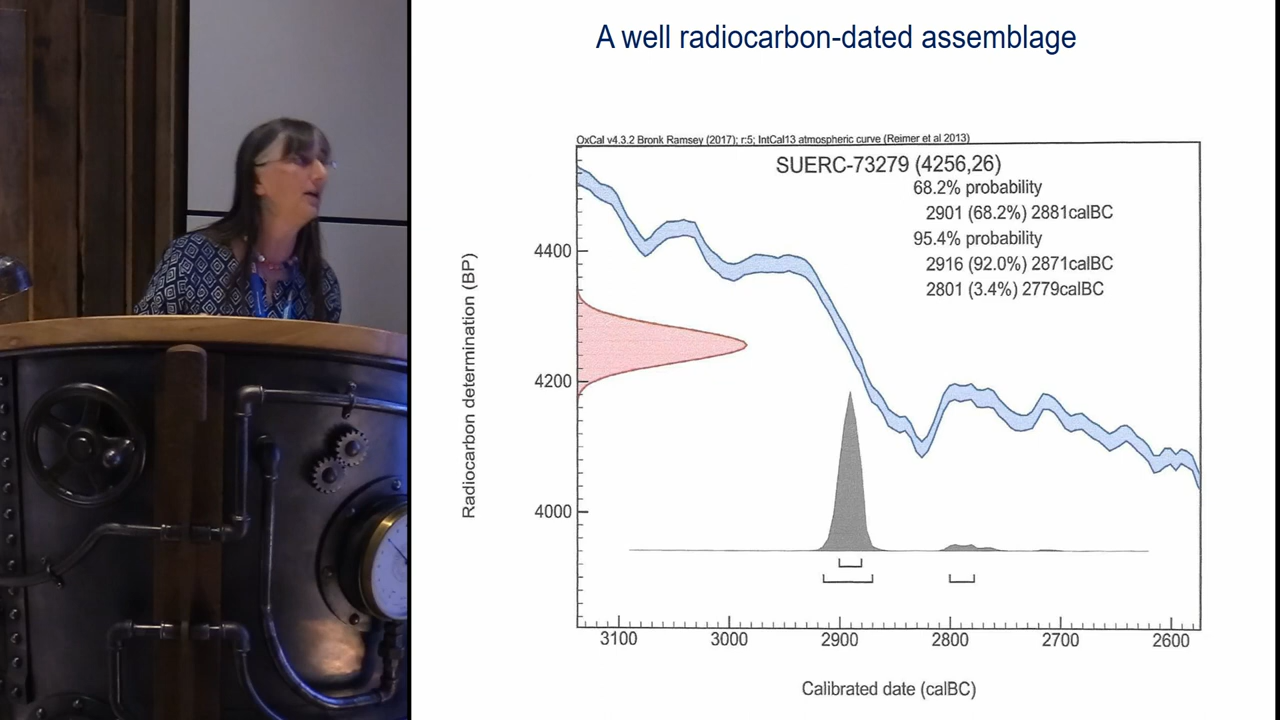 A well radiocarbon-dated assemblage
OxCal v4.3.2 Bronk Ramsey (2017); r:5; IntCal13 atmospheric curve (Reimer et al 2013)
SUERC-73279 (4256,26)
68.2% probability
2901 (68.2%) 2881calBC
95.4% probability
2916 (92.0%) 2871calBC
2801 (3.4%) 2779calBC
Radiocarbon determination (BP)
4400
4200
4000
3100 3000 2900 2800 2700 2600
Calibrated date (calBC)